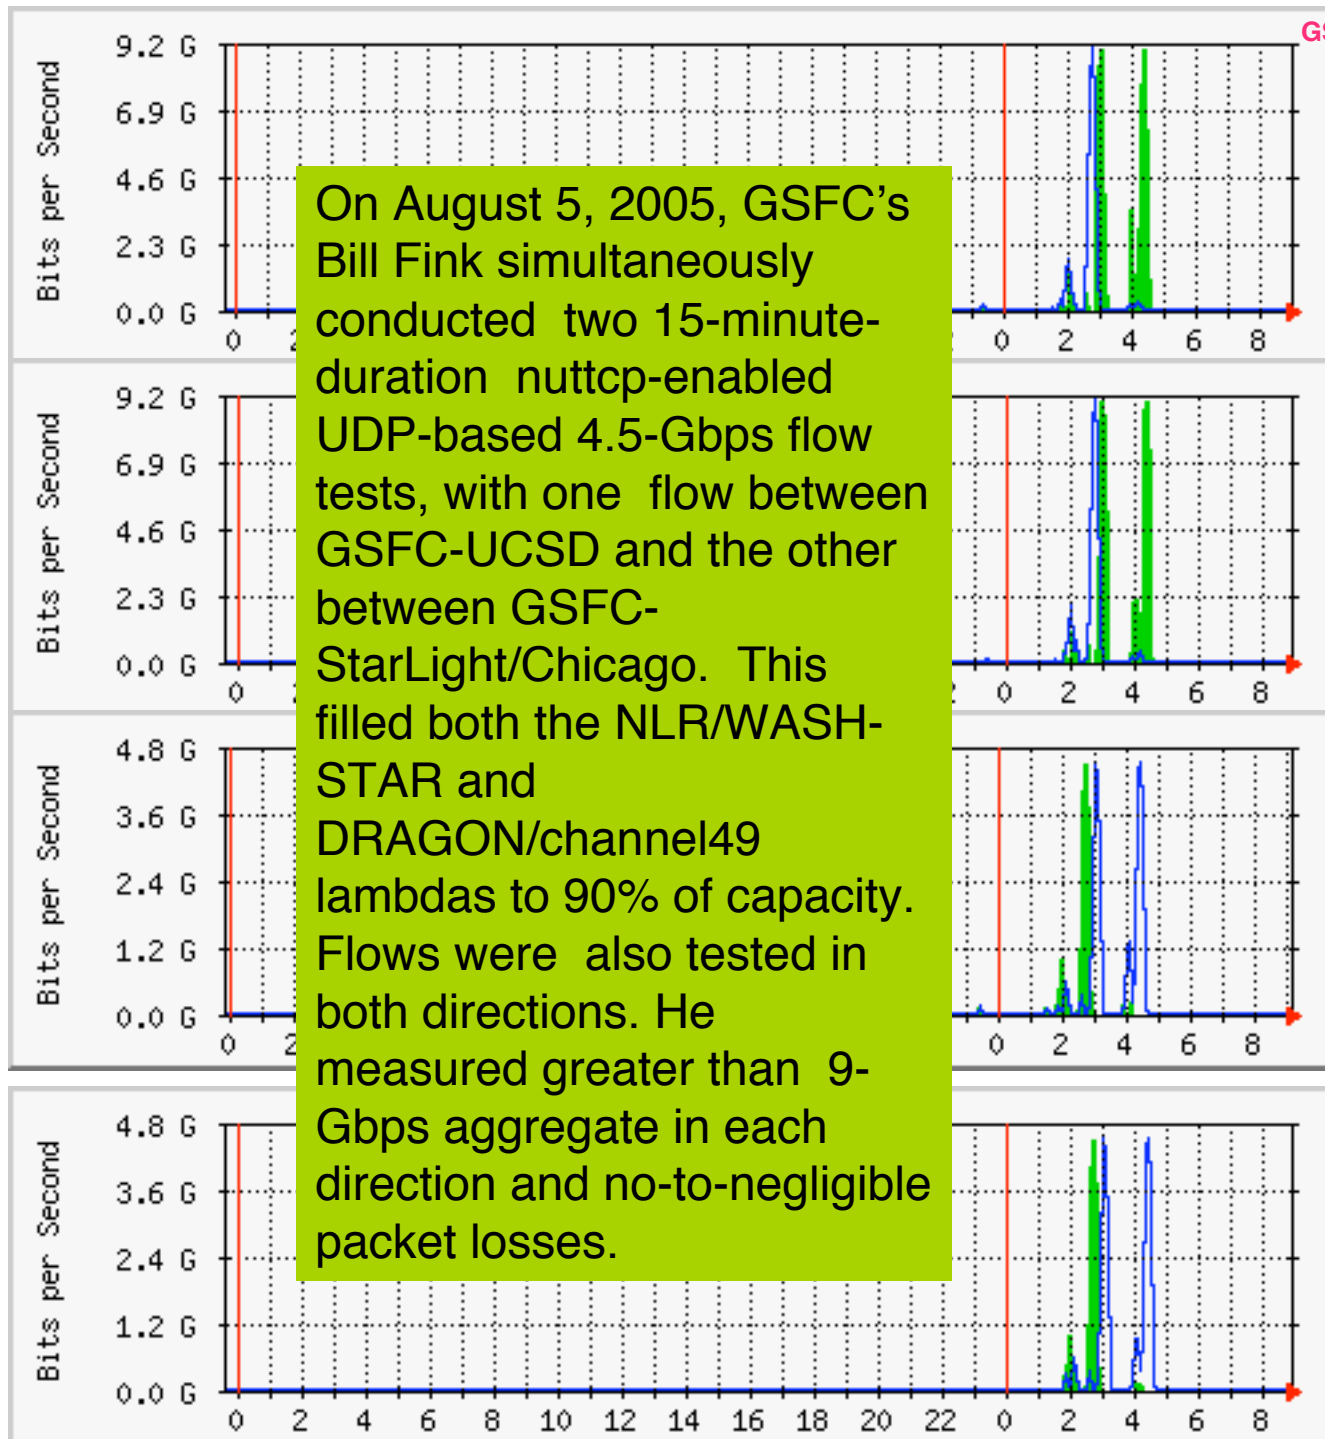 GS
9.2 G
6.9 G
4.6 G
2.3 G
0.0 G
Bits per Second
0 2 0 2 4 6 8
9.2 G
6.9 G
4.6 G
2.3 G
0.0 G
Bits per Second
0 2 0 2 4 6 8
4.8 G
3.6 G
2.4 G
1.2 G
0.0 G
Bits per Second
0 2 0 2 4 6 8
4.8 G
3.6 G
2.4 G
1.2 G
0.0 G
Bits per Second
0 2 4 6 8 10 12 14 16 18 20 22 0 2 4 6 8
On August 5, 2005, GSFC’s
Bill Fink simultaneously
conducted two 15-minute-
duration nuttcp-enabled
UDP-based 4.5-Gbps flow
tests, with one flow between
GSFC-UCSD and the other
between GSFC-
StarLight/Chicago. This
filled both the NLR/WASH-
STAR and
DRAGON/channel49
lambdas to 90% of capacity.
Flows were also tested in
both directions. He
measured greater than 9-
Gbps aggregate in each
direction and no-to-negligible
packet losses.